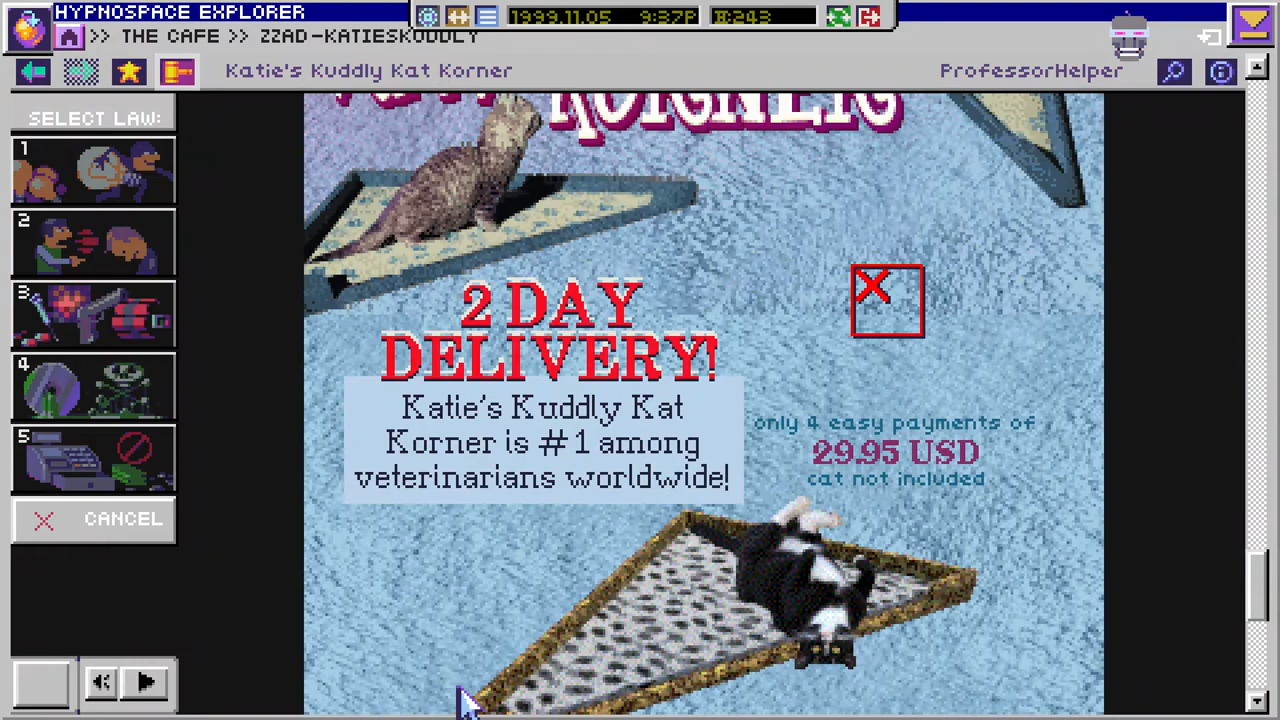 HYPNOSPACE EXPLORER
1999.11.05 9:37P
243
>> THE CAFE >> ZZAD-KATIESKUDDLY
Katie's Kuddly Kat Korner
ProfessorHelper
SELECT LAW:
KORNER
1
2
3
4
5
CANCEL
2 DAY
DELIVERY!
Katie's Kuddly Kat
Korner is #1 among
veterinarians worldwide!
only 4 easy payments of
29.95 USD
cat not included